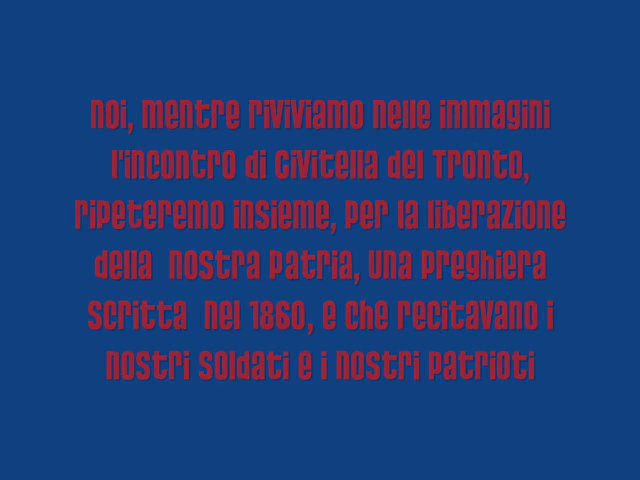 Noi, mentre riviviamo nelle immagini
l'incontro di Civitella del Tronto,
ripeteremo insieme, per la liberazione
della nostra Patria, una preghiera
scritta nel 1860, e che recitavano i
nostri soldati e i nostri patrioti